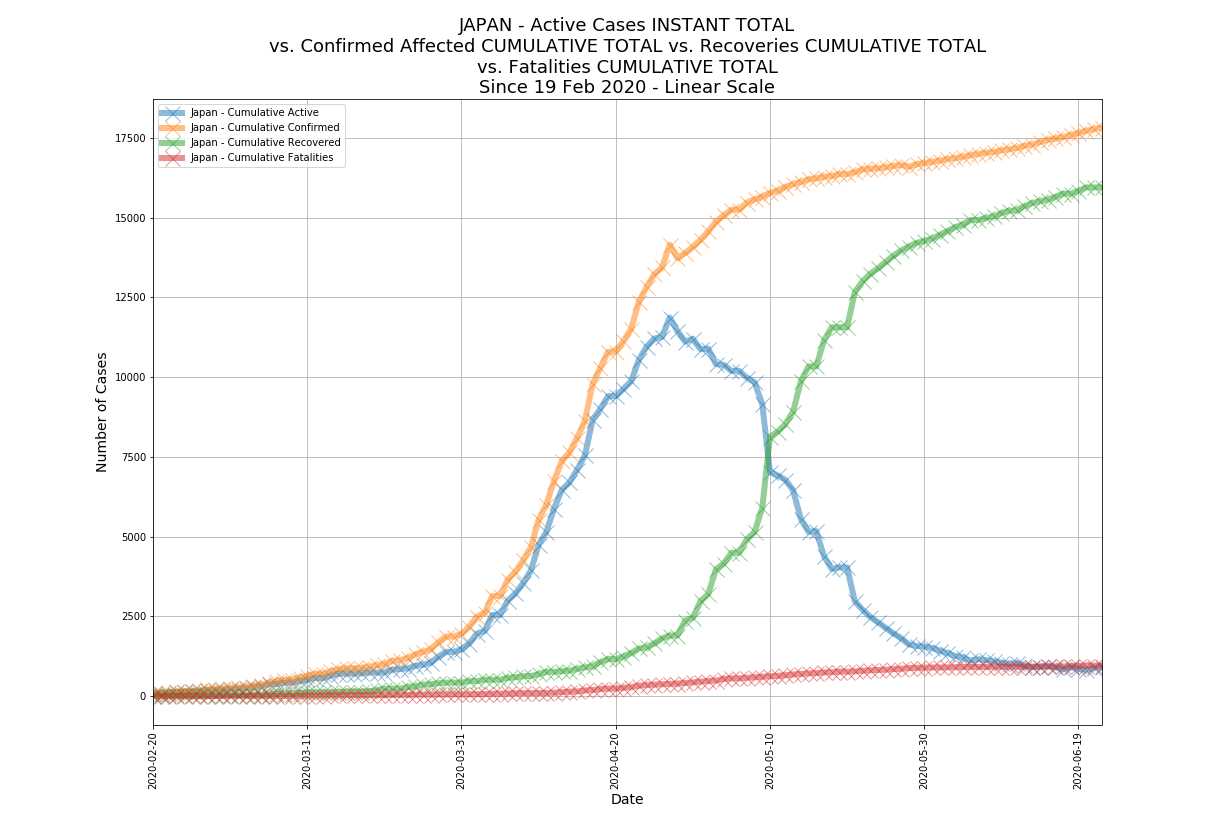 JAPAN - Active Cases INSTANT TOTAL
vs. Confirmed Affected CUMULATIVE TOTAL vs. Recoveries CUMULATIVE TOTAL
vs. Fatalities CUMULATIVE TOTAL
Since 19 Feb 2020 - Linear Scale
Japan - Cumulative Active
Japan - Cumulative Confirmed
Japan - Cumulative Recovered
Japan - Cumulative Fatalities
Number of Cases
17500
15000
12500
10000
7500
5000
2500
0
2020-02-20
2020-03-11
2020-03-31
2020-04-20
2020-05-10
2020-05-30
2020-06-19
Date